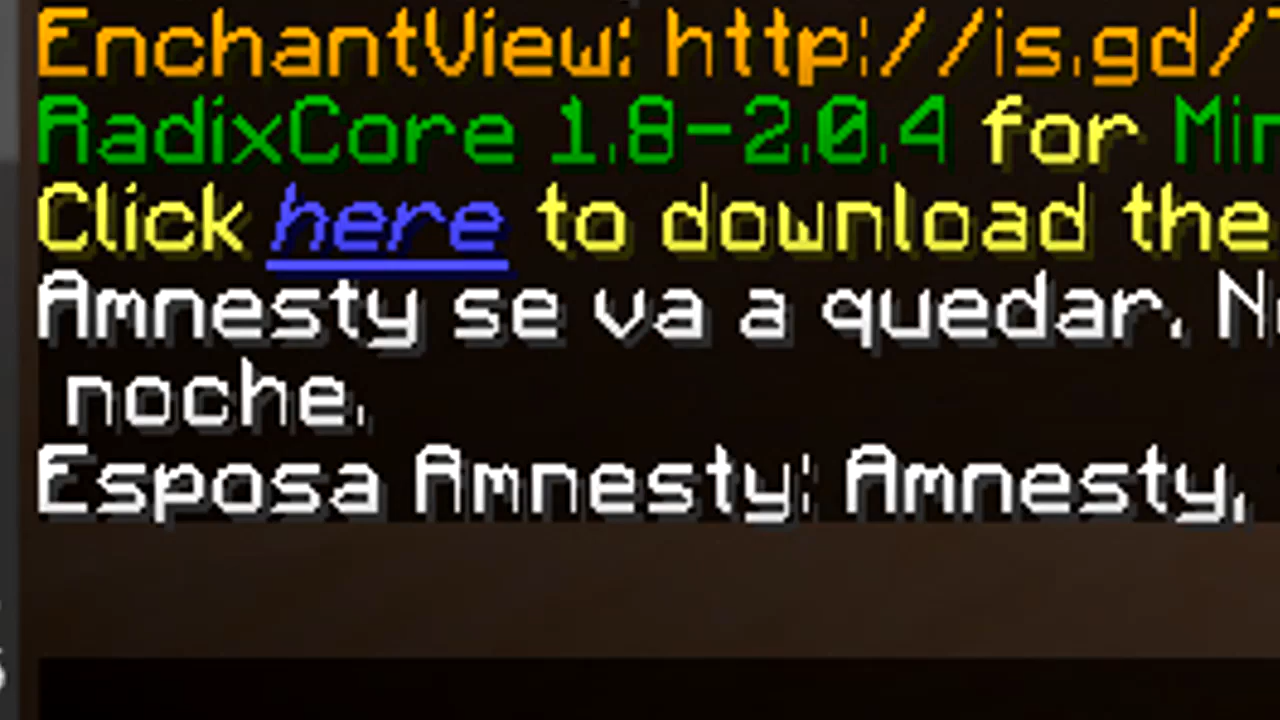 EnchantView: http://is.gd/
RadixCore 1.8-2.0.4 for
Click here to download the
Amnesty se va a quedar.
noche.
Esposa Amnesty: Amnesty,